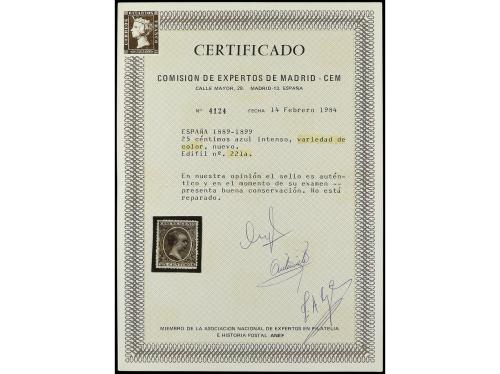 CERTIFICADO
COMISION DE EXPERTOS DE MADRID - CEM
CALLE MAYOR, 29. MADRID-13. ESPAÑA
Nº 4124 FECHA 14 Febrero 1984
ESPAÑA 1889-1899
25 céntimos azul intenso, variedad de
color, nuevo.
Edifil nº. 221a.
En nuestra opinión el sello es autén-
tico y en el momento de su examen --
presenta buena conservación. No está
reparado.
MIEMBRO DE LA ASOCIACION NACIONAL DE EXPERTOS EN FILATELIA
E HISTORIA POSTAL ANEF